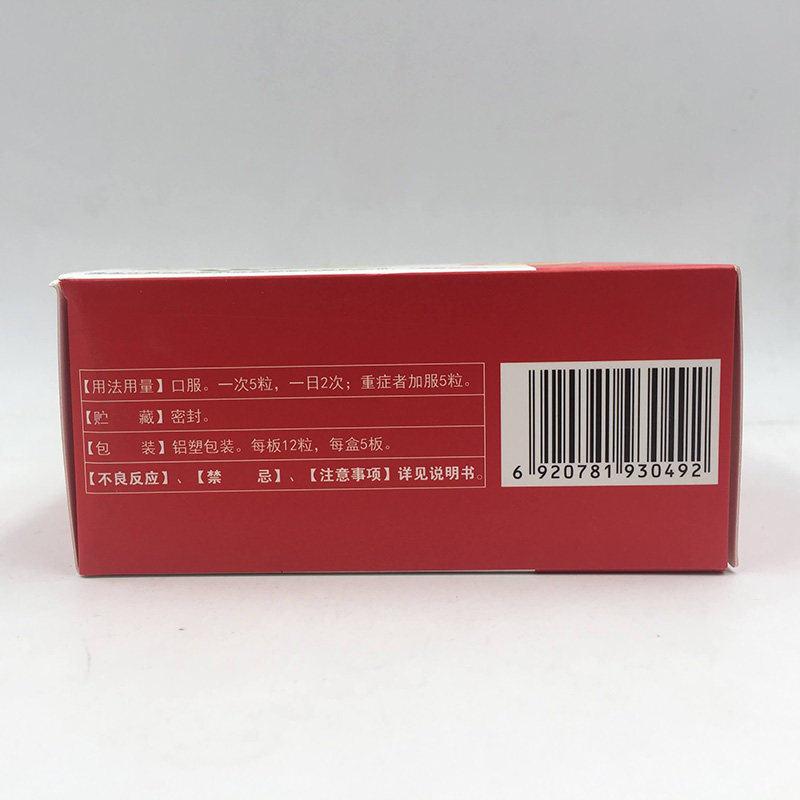 【用法用量】口服。一次5粒，一日2次；重症者加服5粒。
【贮　　藏】密封。
【包　　装】铝塑包装。每板12粒，每盒5板。
【不良反应】、【禁　　忌】、【注意事项】详见说明书。
6 920781 930492